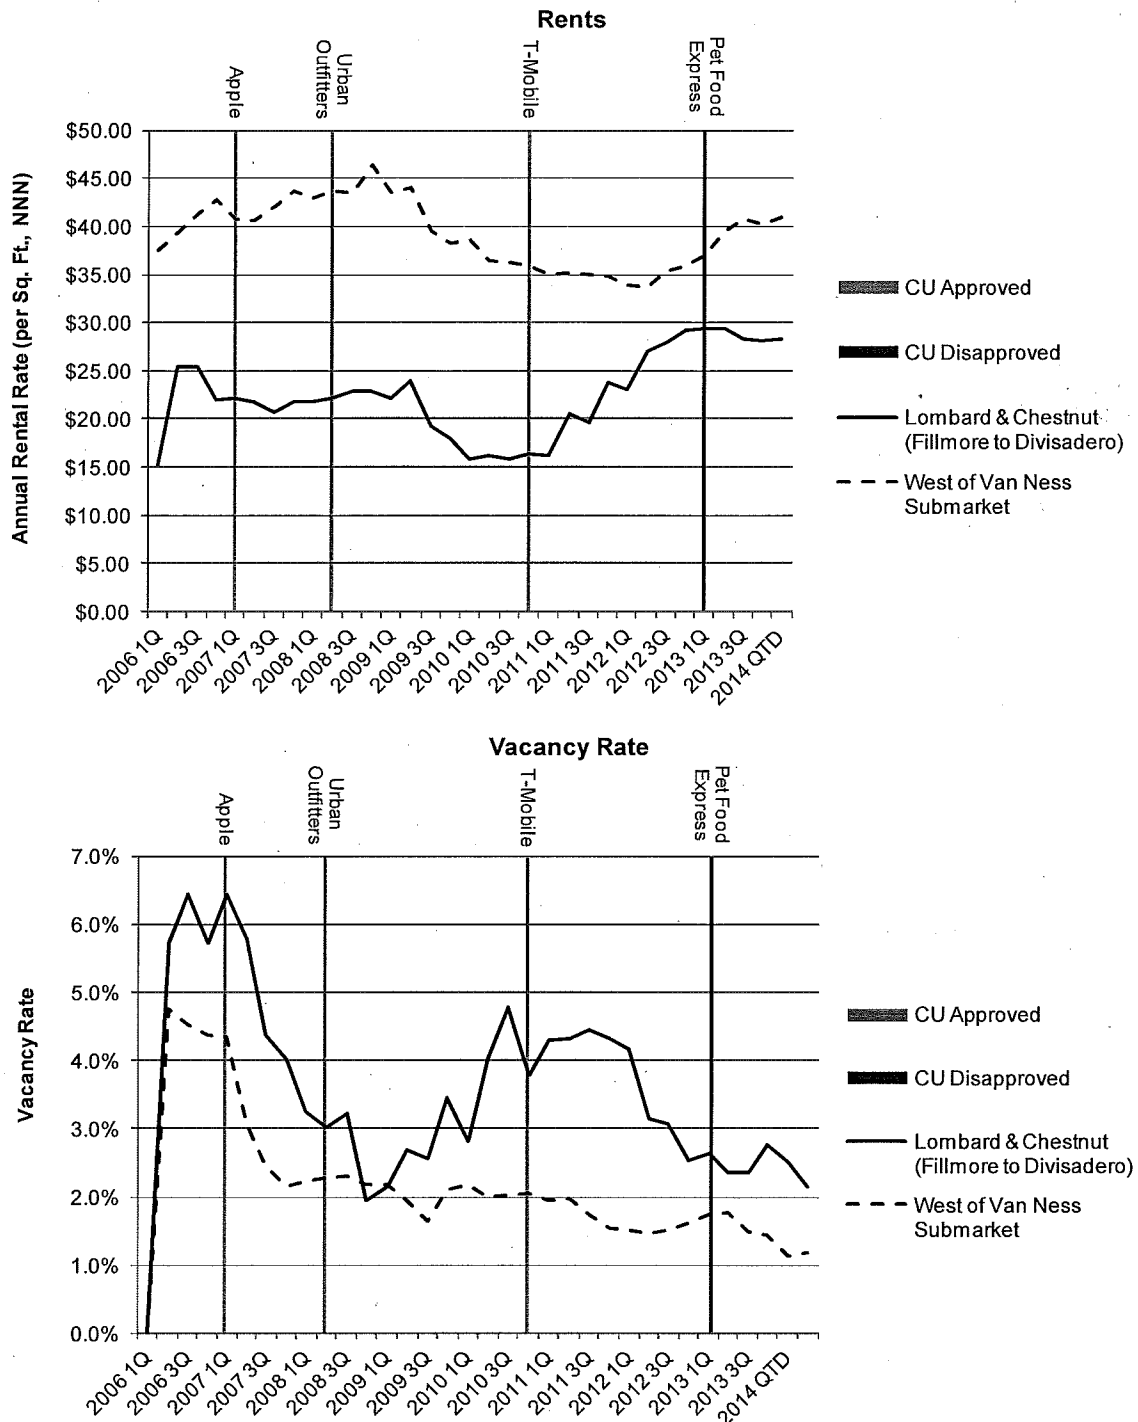 Rents
Apple
Urban
Outfitters
T-Mobile
Pet Food
Express
Annual Rental Rate (per Sq. Ft., NNN)
$50.00
$45.00
$40.00
$35.00
$30.00
$25.00
$20.00
$15.00
$10.00
$5.00
$0.00
2006 1Q
2006 3Q
2007 1Q
2007 3Q
2008 1Q
2008 3Q
2009 1Q
2009 3Q
2010 1Q
2010 3Q
2011 1Q
2011 3Q
2012 1Q
2012 3Q
2013 1Q
2013 3Q
2014 QTD
CU Approved
CU Disapproved
Lombard & Chestnut
(Fillmore to Divisadero)
West of Van Ness
Submarket
Vacancy Rate
Apple
Urban
Outfitters
T-Mobile
Pet Food
Express
Vacancy Rate
7.0%
6.0%
5.0%
4.0%
3.0%
2.0%
1.0%
0.0%
2006 1Q
2006 3Q
2007 1Q
2007 3Q
2008 1Q
2008 3Q
2009 1Q
2009 3Q
2010 1Q
2010 3Q
2011 1Q
2011 3Q
2012 1Q
2012 3Q
2013 1Q
2013 3Q
2014 QTD
CU Approved
CU Disapproved
Lombard & Chestnut
(Fillmore to Divisadero)
West of Van Ness
Submarket